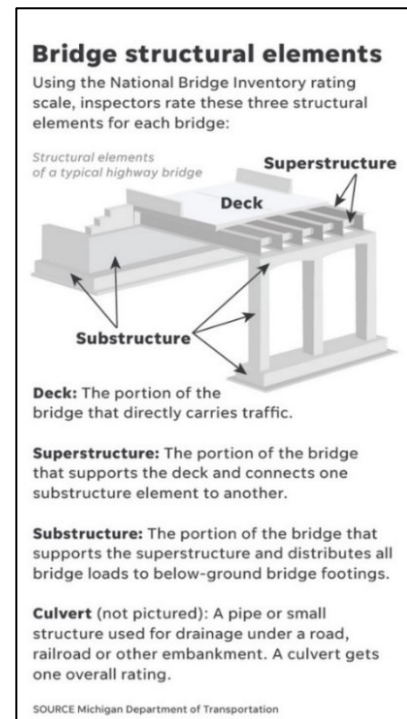 Bridge structural elements
Using the National Bridge Inventory rating
scale, inspectors rate these three structural
elements for each bridge:
Structural elements
of a typical highway bridge
Superstructure
Deck
Substructure
Deck: The portion of the
bridge that directly carries traffic.
Superstructure: The portion of the bridge
that supports the deck and connects one
substructure element to another.
Substructure: The portion of the bridge that
supports the superstructure and distributes all
bridge loads to below-ground bridge footings.
Culvert (not pictured): A pipe or small
structure used for drainage under a road,
railroad or other embankment. A culvert gets
one overall rating.
SOURCE Michigan Department of Transportation